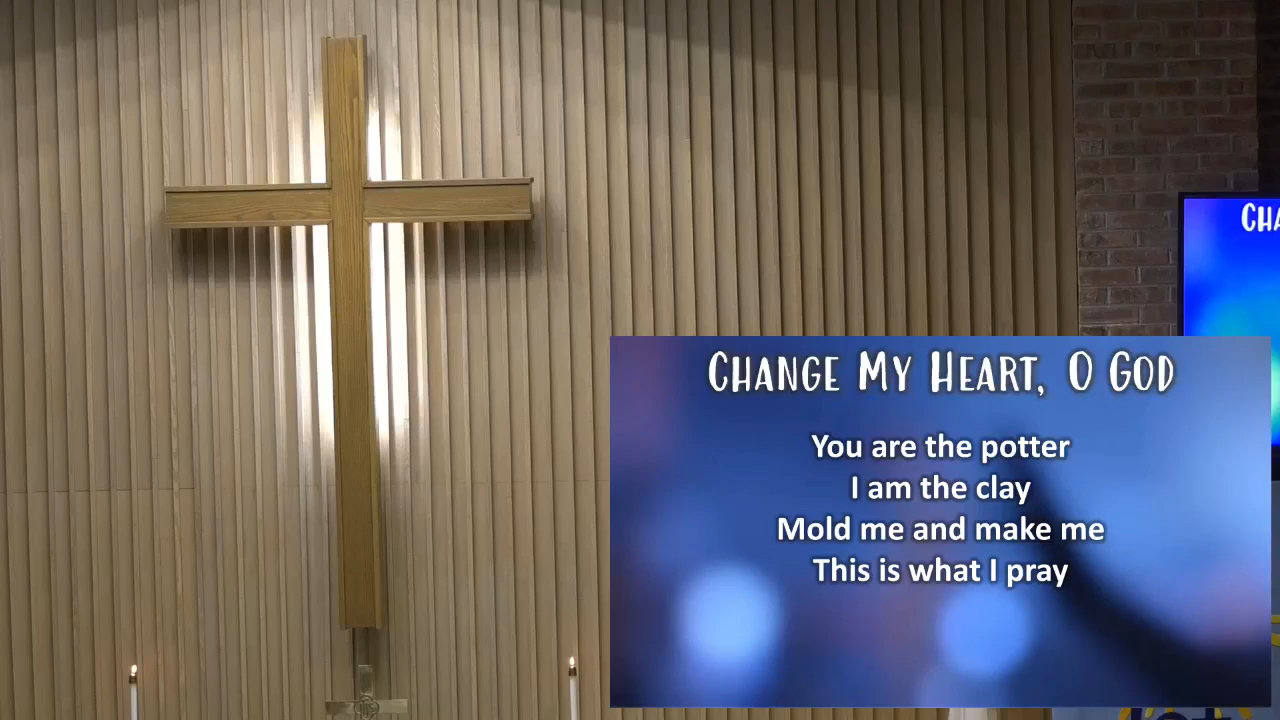 CHA
CHANGE MY HEART, O GOD
You are the potter
I am the clay
Mold me and make me
This is what I pray